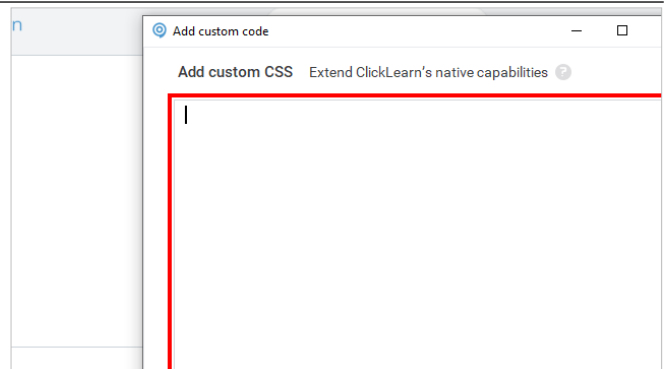 n
Add custom code
Add custom CSS Extend ClickLearn's native capabilities ?